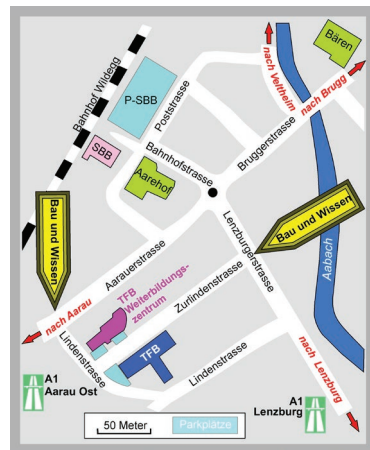 Bären
nach Veltheim
nach Brugg
Bahnhof Wildegg
P-SBB
Poststrasse
Bruggerstrasse
SBB
Bahnhofstrasse
Aarehof
Bau und Wissen
Bau und Wissen
Lenzburgerstrasse
Aabach
Aarauerstrasse
TFB
Weiterbildungs-
zentrum
Zurlindenstrasse
nach Aarau
TFB
Lindenstrasse
Lindenstrasse
nach Lenzburg
A1
Aarau Ost
A1
Lenzburg
50 Meter
Parkplätze